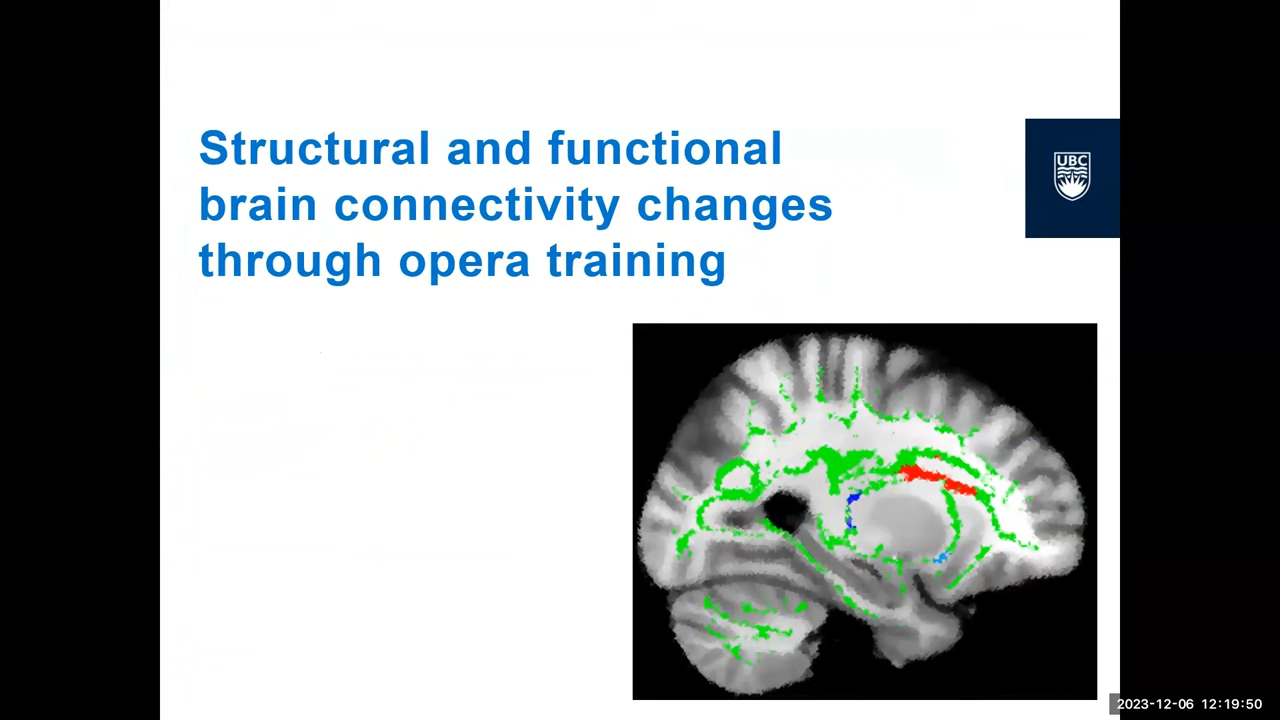 Structural and functional
brain connectivity changes
through opera training
UBC
2023-12-06 12:19:50